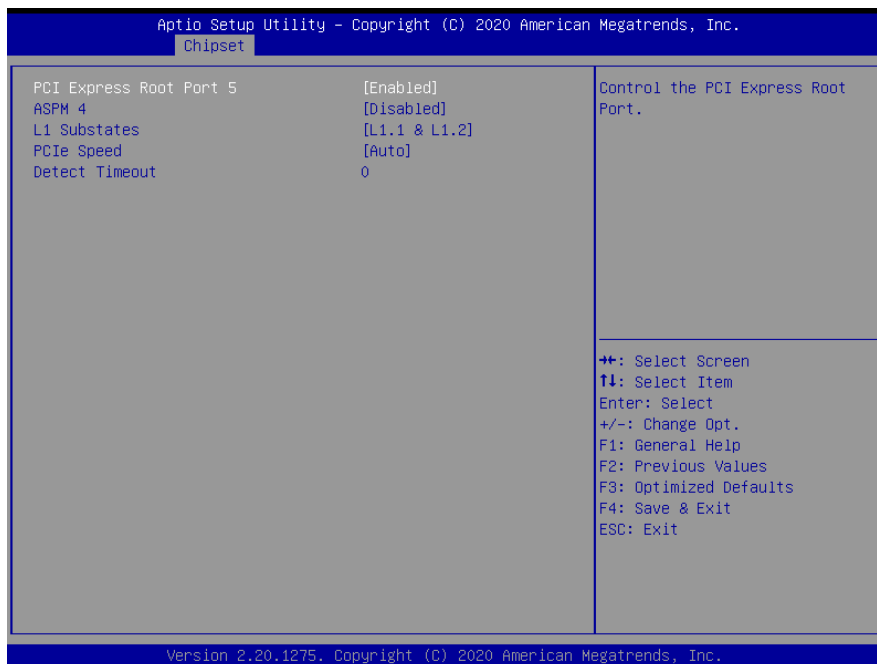 Aptio Setup Utility – Copyright (C) 2020 American Megatrends, Inc.
Chipset
PCI Express Root Port 5 [Enabled]
ASPM 4 [Disabled]
L1 Substates [L1.1 & L1.2]
PCIe Speed [Auto]
Detect Timeout 0
Control the PCI Express Root
Port.
→←: Select Screen
↑↓: Select Item
Enter: Select
+/-: Change Opt.
F1: General Help
F2: Previous Values
F3: Optimized Defaults
F4: Save & Exit
ESC: Exit
Version 2.20.1275. Copyright (C) 2020 American Megatrends, Inc.